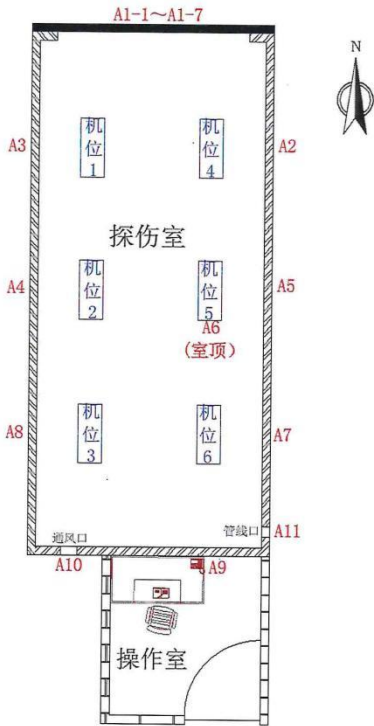 A1-1～A1-7
N
机位1
机位4
A3
A2
探伤室
机位2
机位5
A4
A5
A6
(室顶)
机位3
机位6
A8
A7
通风口
管线口
A11
A10
A9
操作室